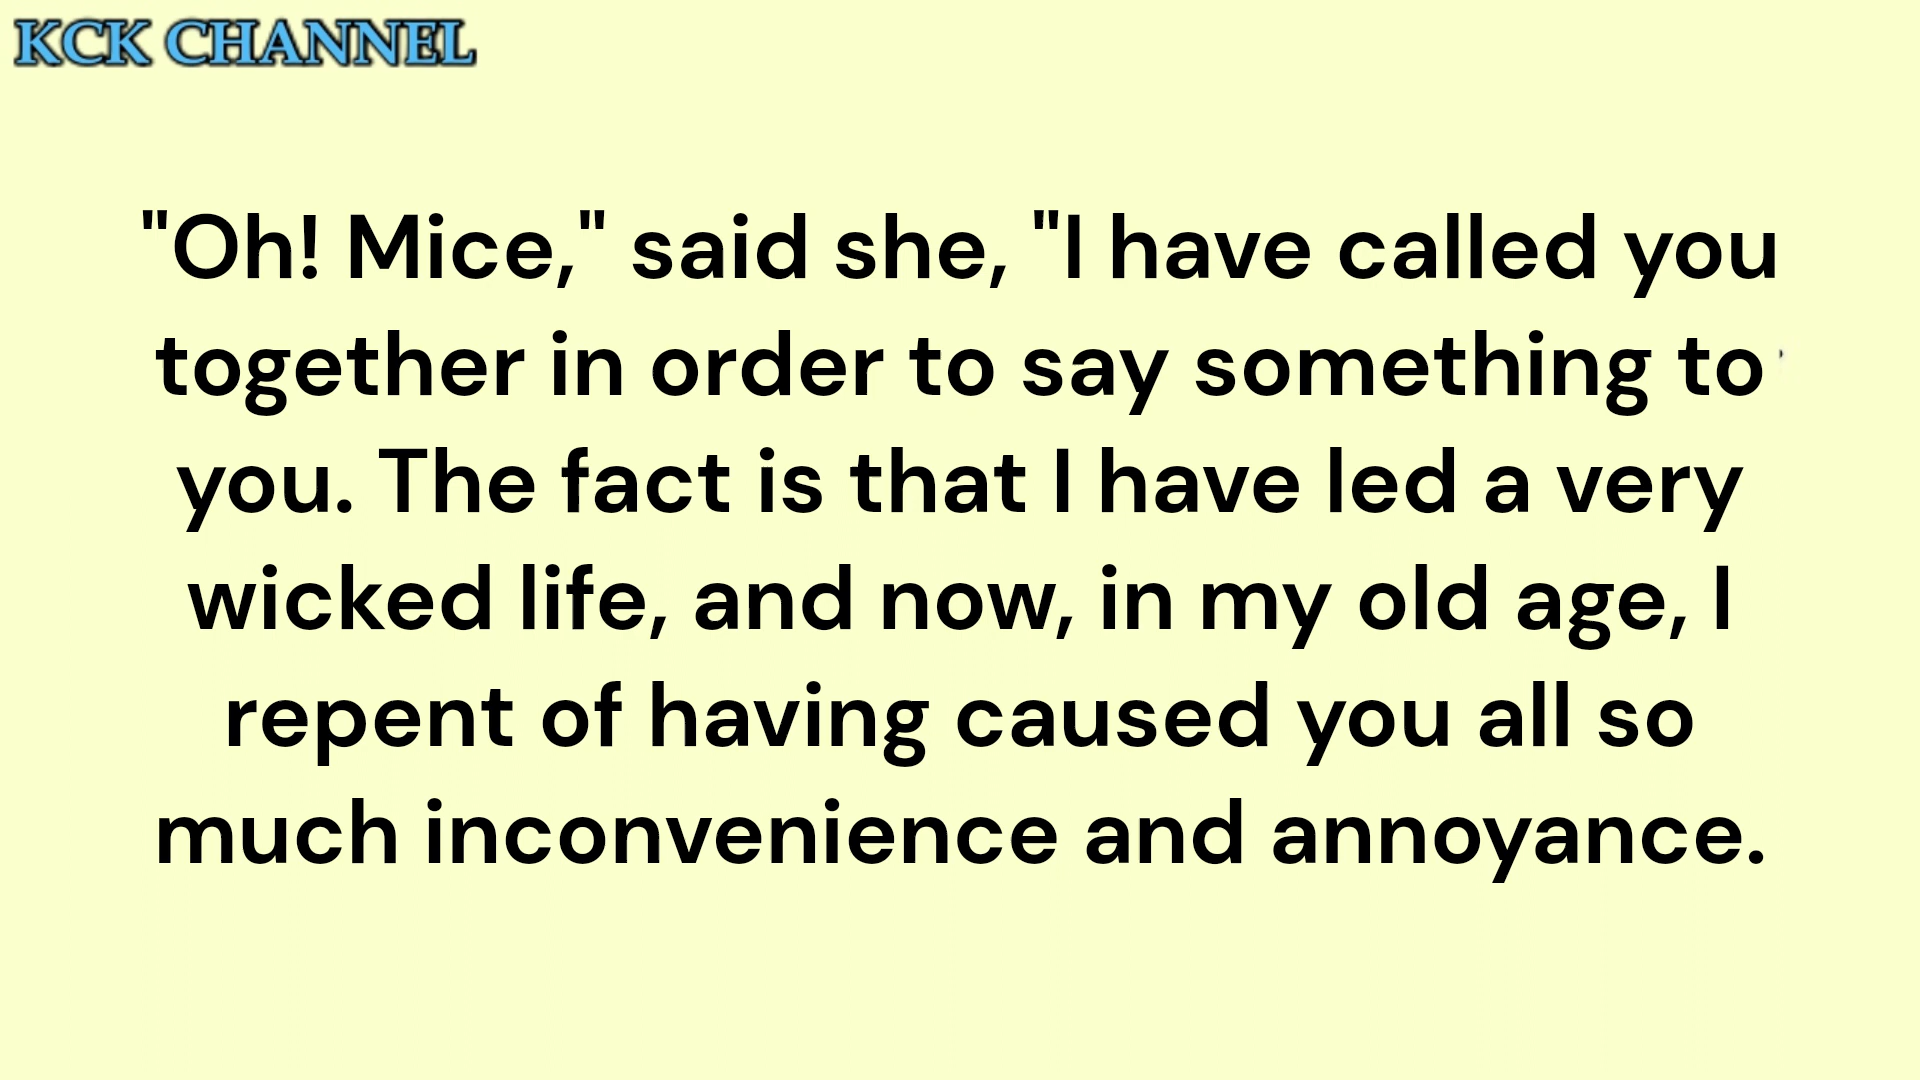 KCK CHANNEL
"Oh! Mice," said she, "I have called you
together in order to say something to
you. The fact is that I have led a very
wicked life, and now, in my old age, I
repent of having caused you all so
much inconvenience and annoyance.